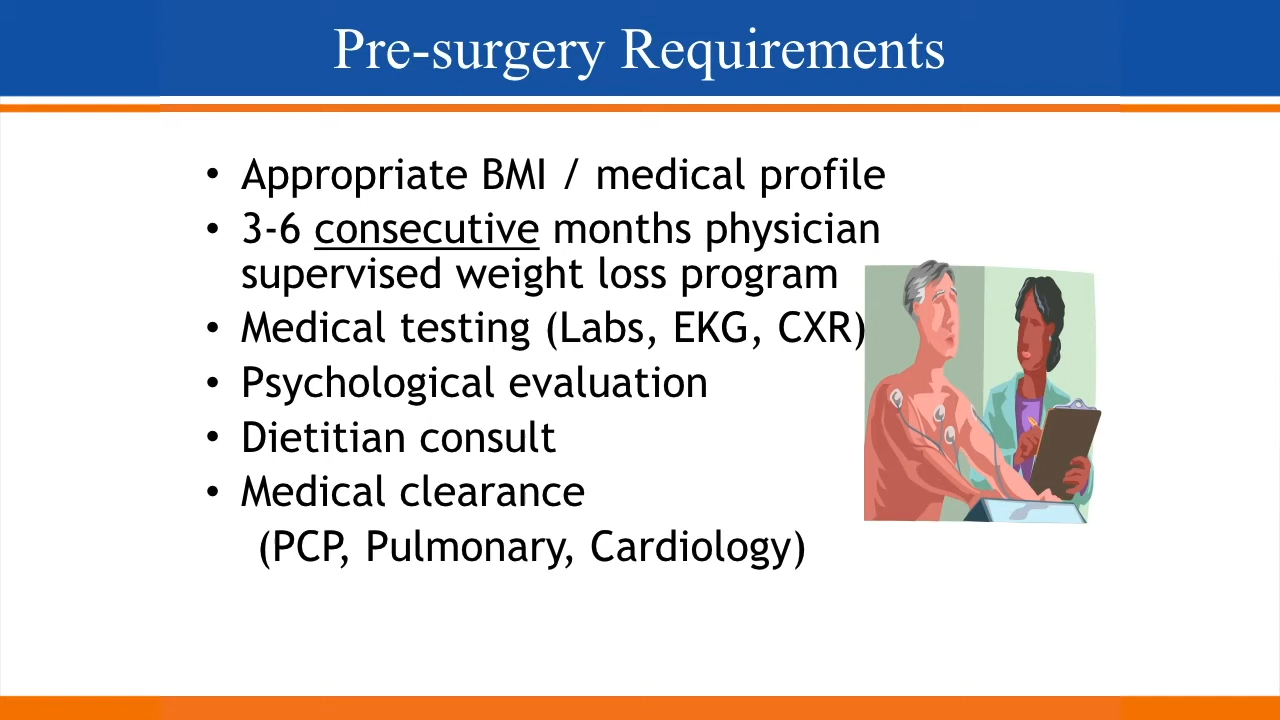 Pre-surgery Requirements
• Appropriate BMI / medical profile
• 3-6 consecutive months physician
supervised weight loss program
• Medical testing (Labs, EKG, CXR)
• Psychological evaluation
• Dietitian consult
• Medical clearance
(PCP, Pulmonary, Cardiology)